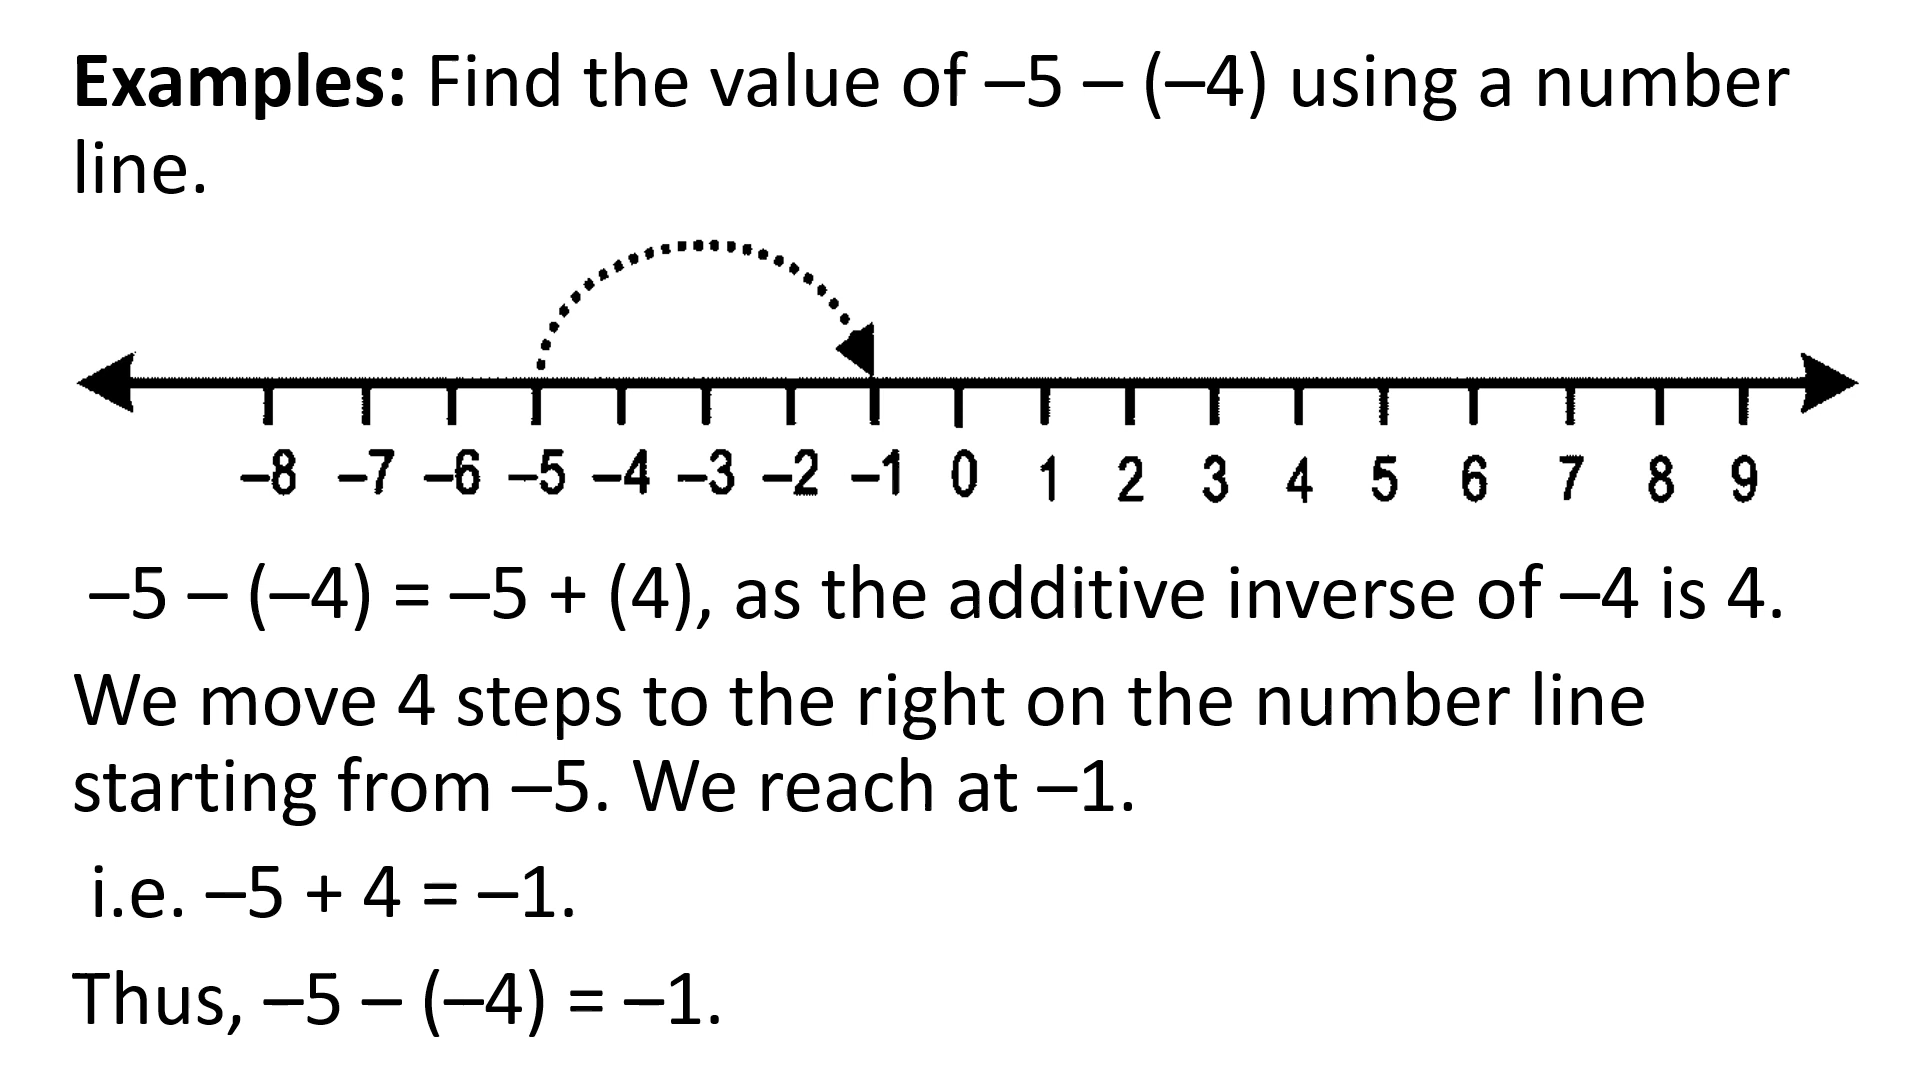 Examples: Find the value of –5 – (–4) using a number
line.
–8 –7 –6 –5 –4 –3 –2 –1 0 1 2 3 4 5 6 7 8 9
–5 – (–4) = –5 + (4), as the additive inverse of –4 is 4.
We move 4 steps to the right on the number line
starting from –5. We reach at –1.
i.e. –5 + 4 = –1.
Thus, –5 – (–4) = –1.